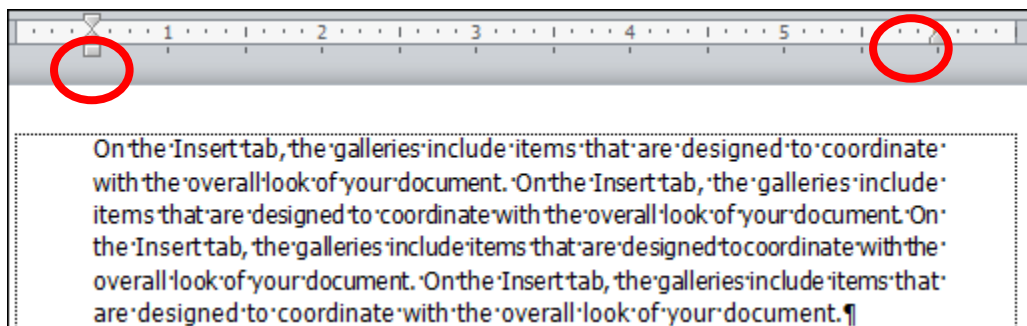 1 2 3 4 5
On the Insert tab, the galleries include items that are designed to coordinate
with the overall look of your document. On the Insert tab, the galleries include
items that are designed to coordinate with the overall look of your document. On
the Insert tab, the galleries include items that are designed to coordinate with the
overall look of your document. On the Insert tab, the galleries include items that
are designed to coordinate with the overall look of your document.¶